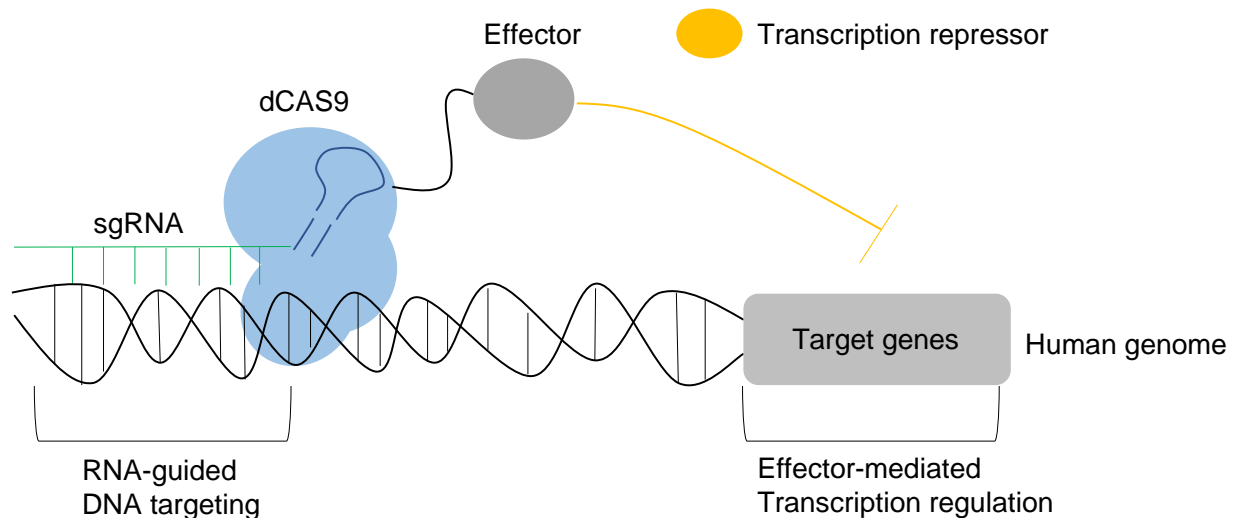 Effector
Transcription repressor
dCAS9
sgRNA
Target genes
Human genome
RNA-guided
DNA targeting
Effector-mediated
Transcription regulation